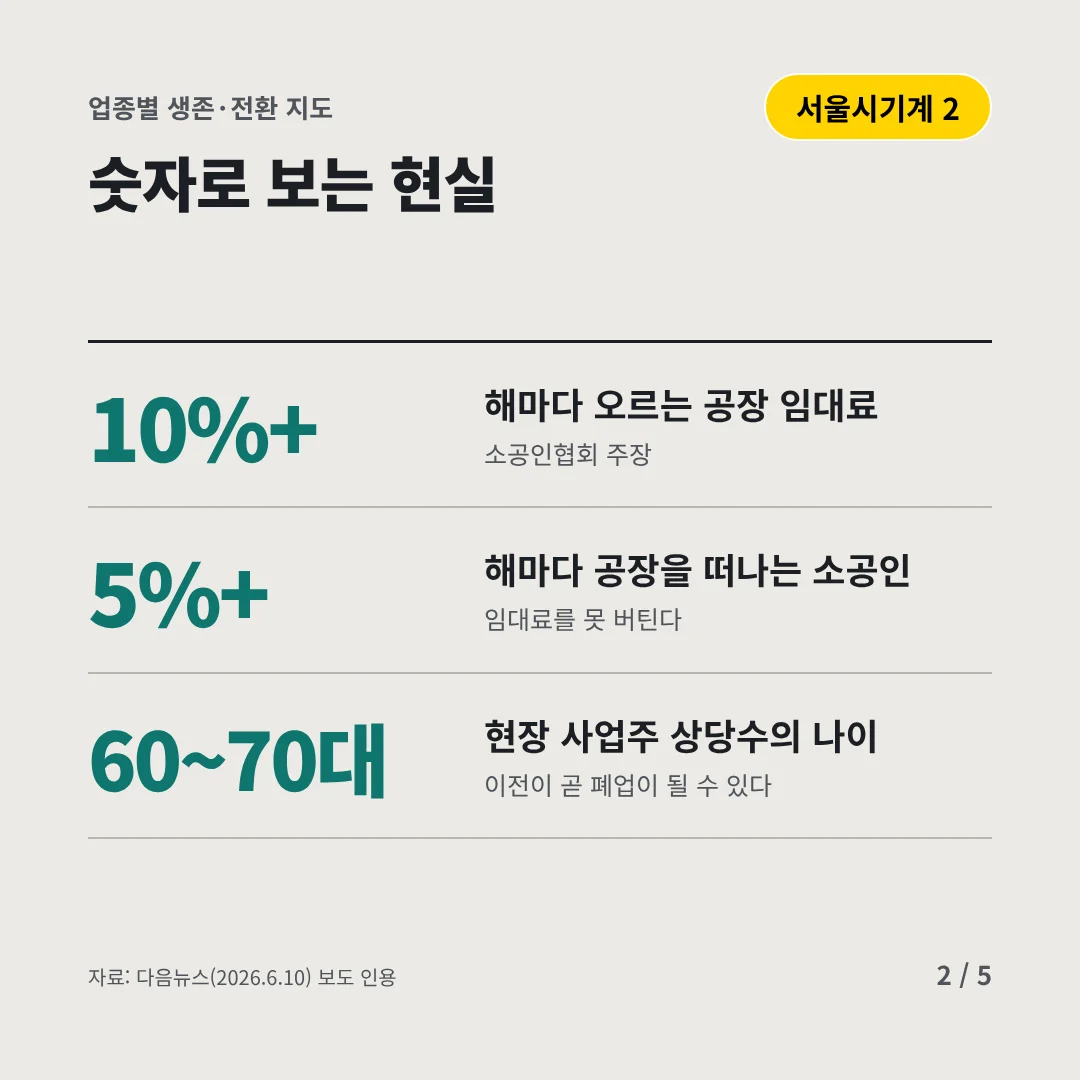 업종별 생존·전환 지도
서울시기계 2
숫자로 보는 현실
10%+
해마다 오르는 공장 임대료
소공인협회 주장
5%+
해마다 공장을 떠나는 소공인
임대료를 못 버틴다
60~70대
현장 사업주 상당수의 나이
이전이 곧 폐업이 될 수 있다
자료: 다음뉴스(2026.6.10) 보도 인용
2 / 5